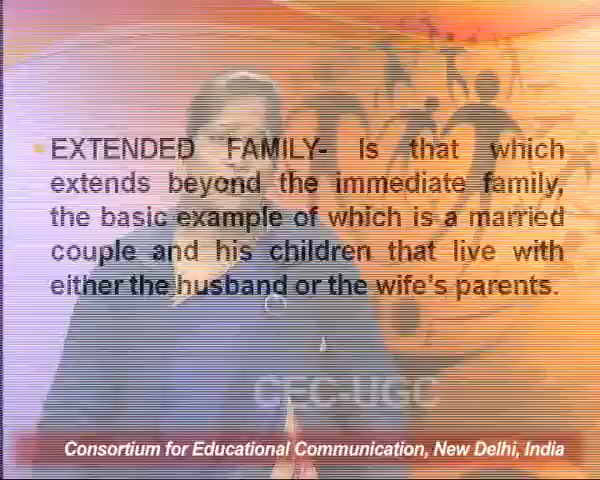 EXTENDED FAMILY- Is that which
extends beyond the immediate family,
the basic example of which is a married
couple and his children that live with
either the husband or the wife's parents.
CEC-UGC
Consortium for Educational Communication, New Delhi, India